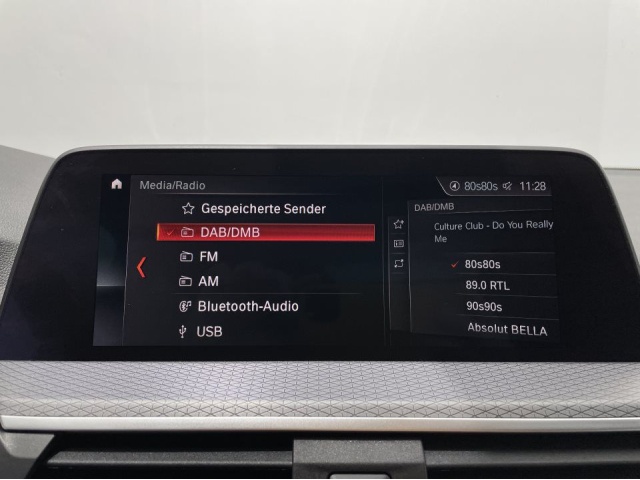 Media/Radio
80s80s 11:28
Gespeicherte Sender
DAB/DMB
FM
AM
Bluetooth-Audio
USB
DAB/DMB
Culture Club - Do You Really
Me
80s80s
89.0 RTL
90s90s
Absolut BELLA